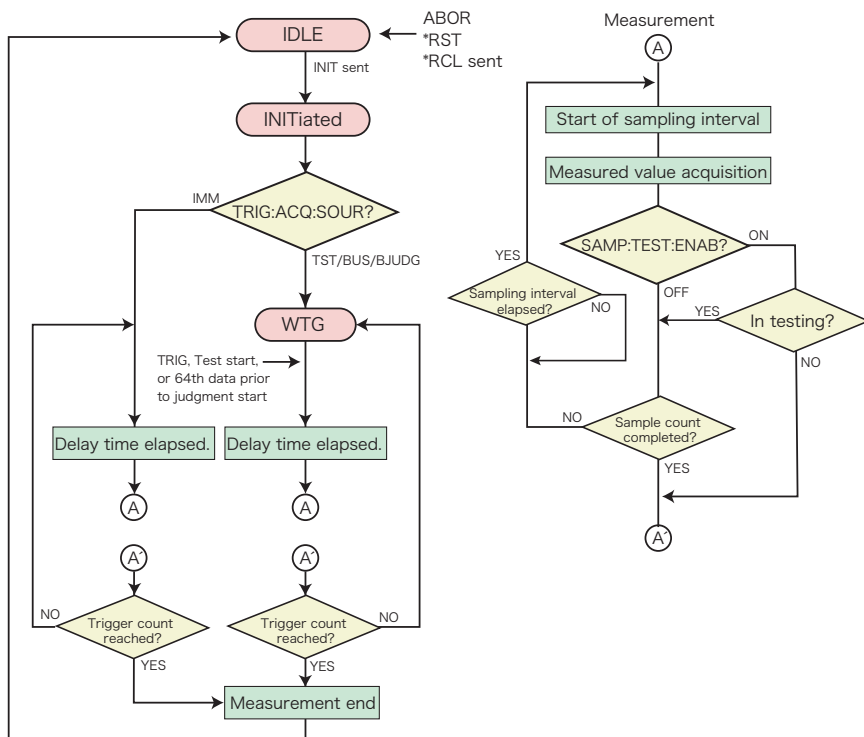 IDLE
ABOR
*RST
*RCL sent
INIT sent
INITiated
IMM
TRIG:ACQ:SOUR?
TST/BUS/BJUDG
WTG
TRIG, Test start,
or 64th data prior
to judgment start
Delay time elapsed.
Delay time elapsed.
A
A
A´
A´
NO
Trigger count
reached?
YES
Trigger count
reached?
NO
YES
Measurement end
Measurement
A
Start of sampling interval
Measured value acquisition
SAMP:TEST:ENAB?
ON
OFF
YES
Sampling interval
elapsed?
NO
YES
In testing?
NO
NO
Sample count
completed?
YES
A´